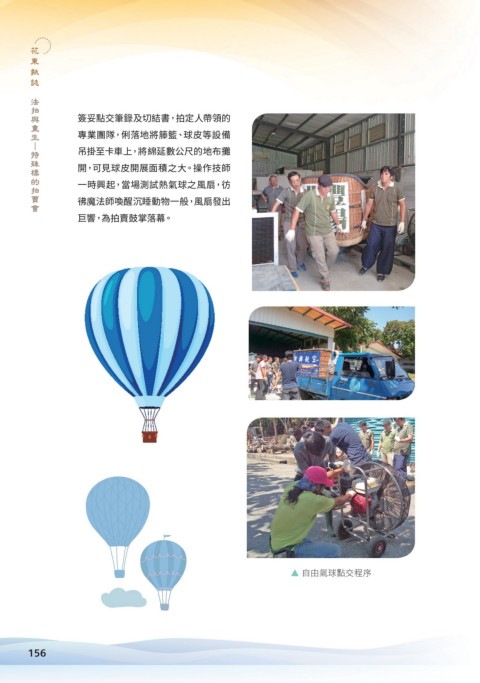 花東執誌
法拍與重生—特殊標的拍賣會
簽妥點交筆錄及切結書，拍定人帶領的
專業團隊，俐落地將藤籃、球皮等設備
吊掛至卡車上，將綿延數公尺的地布攤
開，可見球皮開展面積之大。操作技師
一時興起，當場測試熱氣球之風扇，彷
彿魔法師喚醒沉睡動物一般，風扇發出
巨響，為拍賣鼓掌落幕。
▲ 自由氣球點交程序
156